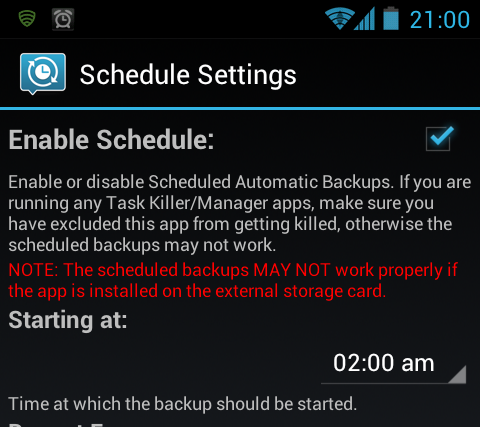 21:00
Schedule Settings
Enable Schedule:
Enable or disable Scheduled Automatic Backups. If you are
running any Task Killer/Manager apps, make sure you
have excluded this app from getting killed, otherwise the
scheduled backups may not work.
NOTE: The scheduled backups MAY NOT work properly if
the app is installed on the external storage card.
Starting at:
02:00 am
Time at which the backup should be started.